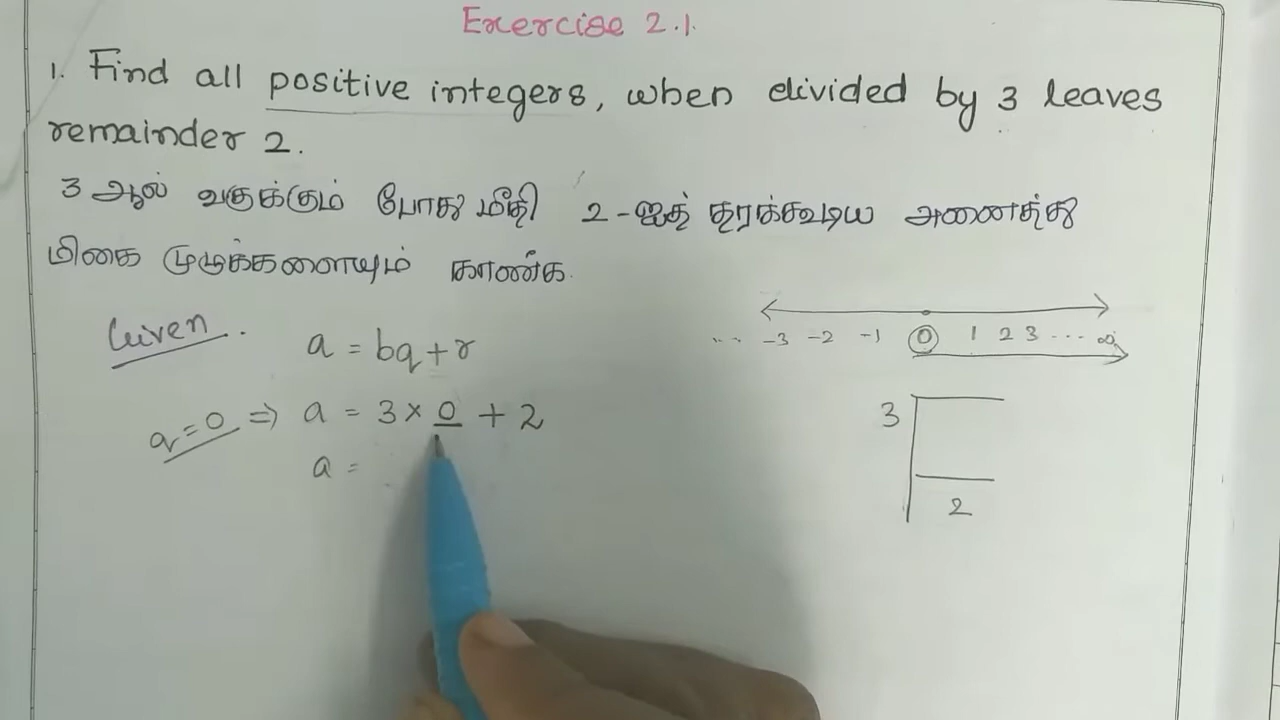 Exercise 2.1.
1. Find all positive integers, when divided by 3 leaves
remainder 2.
3 ஆல் வகுக்கும் போது மீதி 2-ஐத் தரக்கூடிய அனைத்து
மிகை முழுக்களையும் காண்க.
Given.
a = bq + r
q = 0 ⇒ a = 3 × 0 + 2
a =
... -3 -2 -1 0 1 2 3 ... ∞
3
2